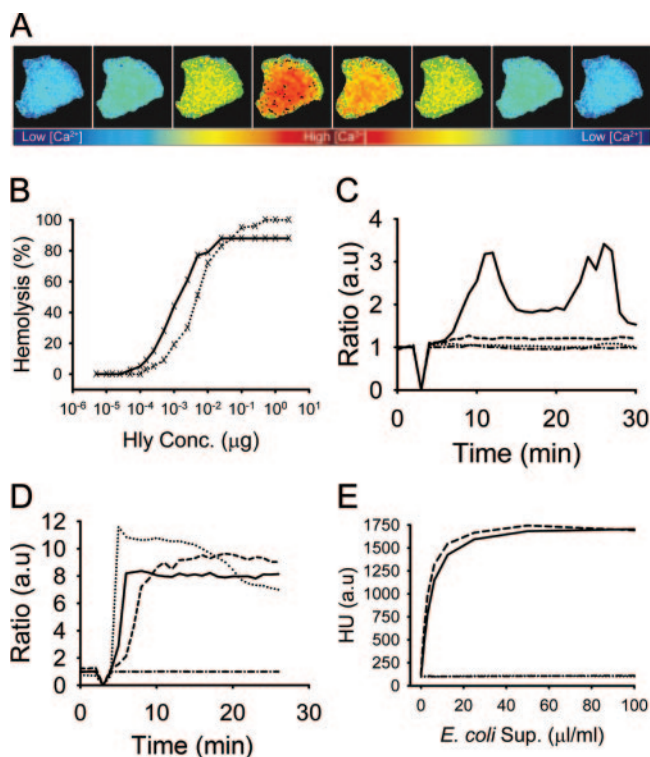 A
Low [Ca²⁺] High [Ca²⁺] Low [Ca²⁺]
B
Hemolysis (%)
100
80
60
40
20
0
10⁻⁶ 10⁻⁵ 10⁻⁴ 10⁻³ 10⁻² 10⁻¹ 10⁰ 10¹
Hly Conc. (µg)
C
Ratio (a.u)
4
3
2
1
0
0 10 20 30
Time (min)
D
Ratio (a.u)
12
10
8
6
4
2
0
0 10 20 30
Time (min)
E
HU (a.u)
1750
1500
1250
1000
750
500
250
0
0 20 40 60 80 100
E. coli Sup. (µl/ml)